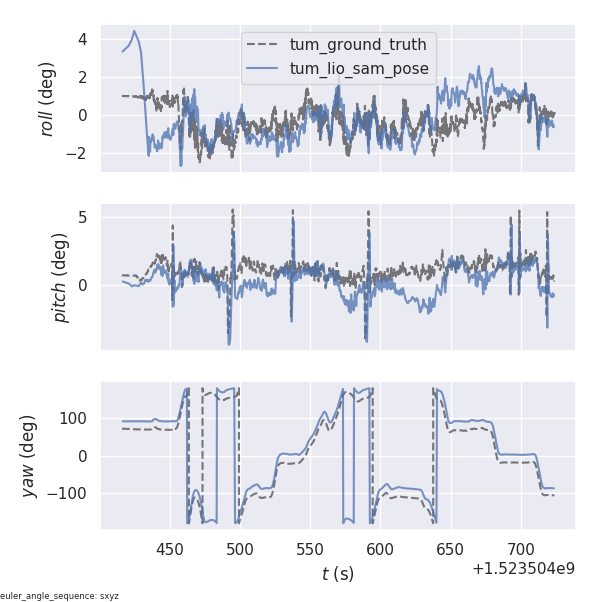 4
2
0
−2
roll (deg)
tum_ground_truth
tum_lio_sam_pose
5
0
pitch (deg)
100
0
−100
yaw (deg)
450 500 550 600 650 700
t (s)
+1.523504e9
euler_angle_sequence: sxyz